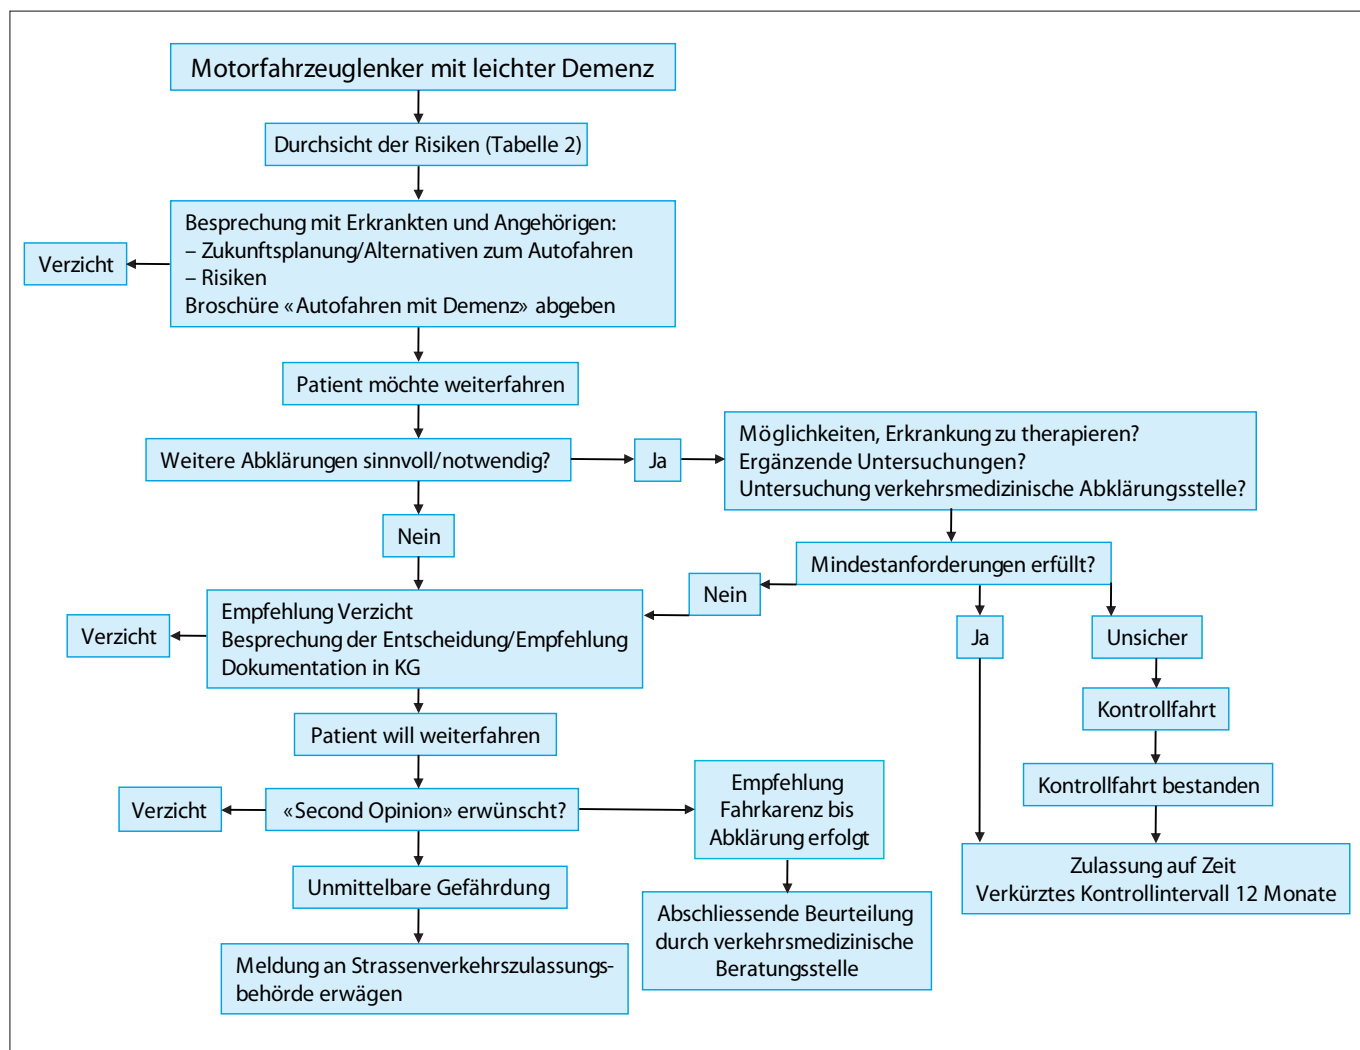 Motorfahrzeuglenker mit leichter Demenz
Durchsicht der Risiken (Tabelle 2)
Besprechung mit Erkrankten und Angehörigen:
– Zukunftsplanung/Alternativen zum Autofahren
– Risiken
Broschüre «Autofahren mit Demenz» abgeben
Verzicht
Patient möchte weiterfahren
Weitere Abklärungen sinnvoll/notwendig?
Ja
Möglichkeiten, Erkrankung zu therapieren?
Ergänzende Untersuchungen?
Untersuchung verkehrsmedizinische Abklärungsstelle?
Nein
Mindestanforderungen erfüllt?
Nein
Ja
Unsicher
Empfehlung Verzicht
Besprechung der Entscheidung/Empfehlung
Dokumentation in KG
Verzicht
Kontrollfahrt
Patient will weiterfahren
Kontrollfahrt bestanden
Verzicht
«Second Opinion» erwünscht?
Empfehlung
Fahrkarenz bis
Abklärung erfolgt
Zulassung auf Zeit
Verkürztes Kontrollintervall 12 Monate
Unmittelbare Gefährdung
Abschliessende Beurteilung
durch verkehrsmedizinische
Beratungsstelle
Meldung an Strassenverkehrszulassungs-
behörde erwägen